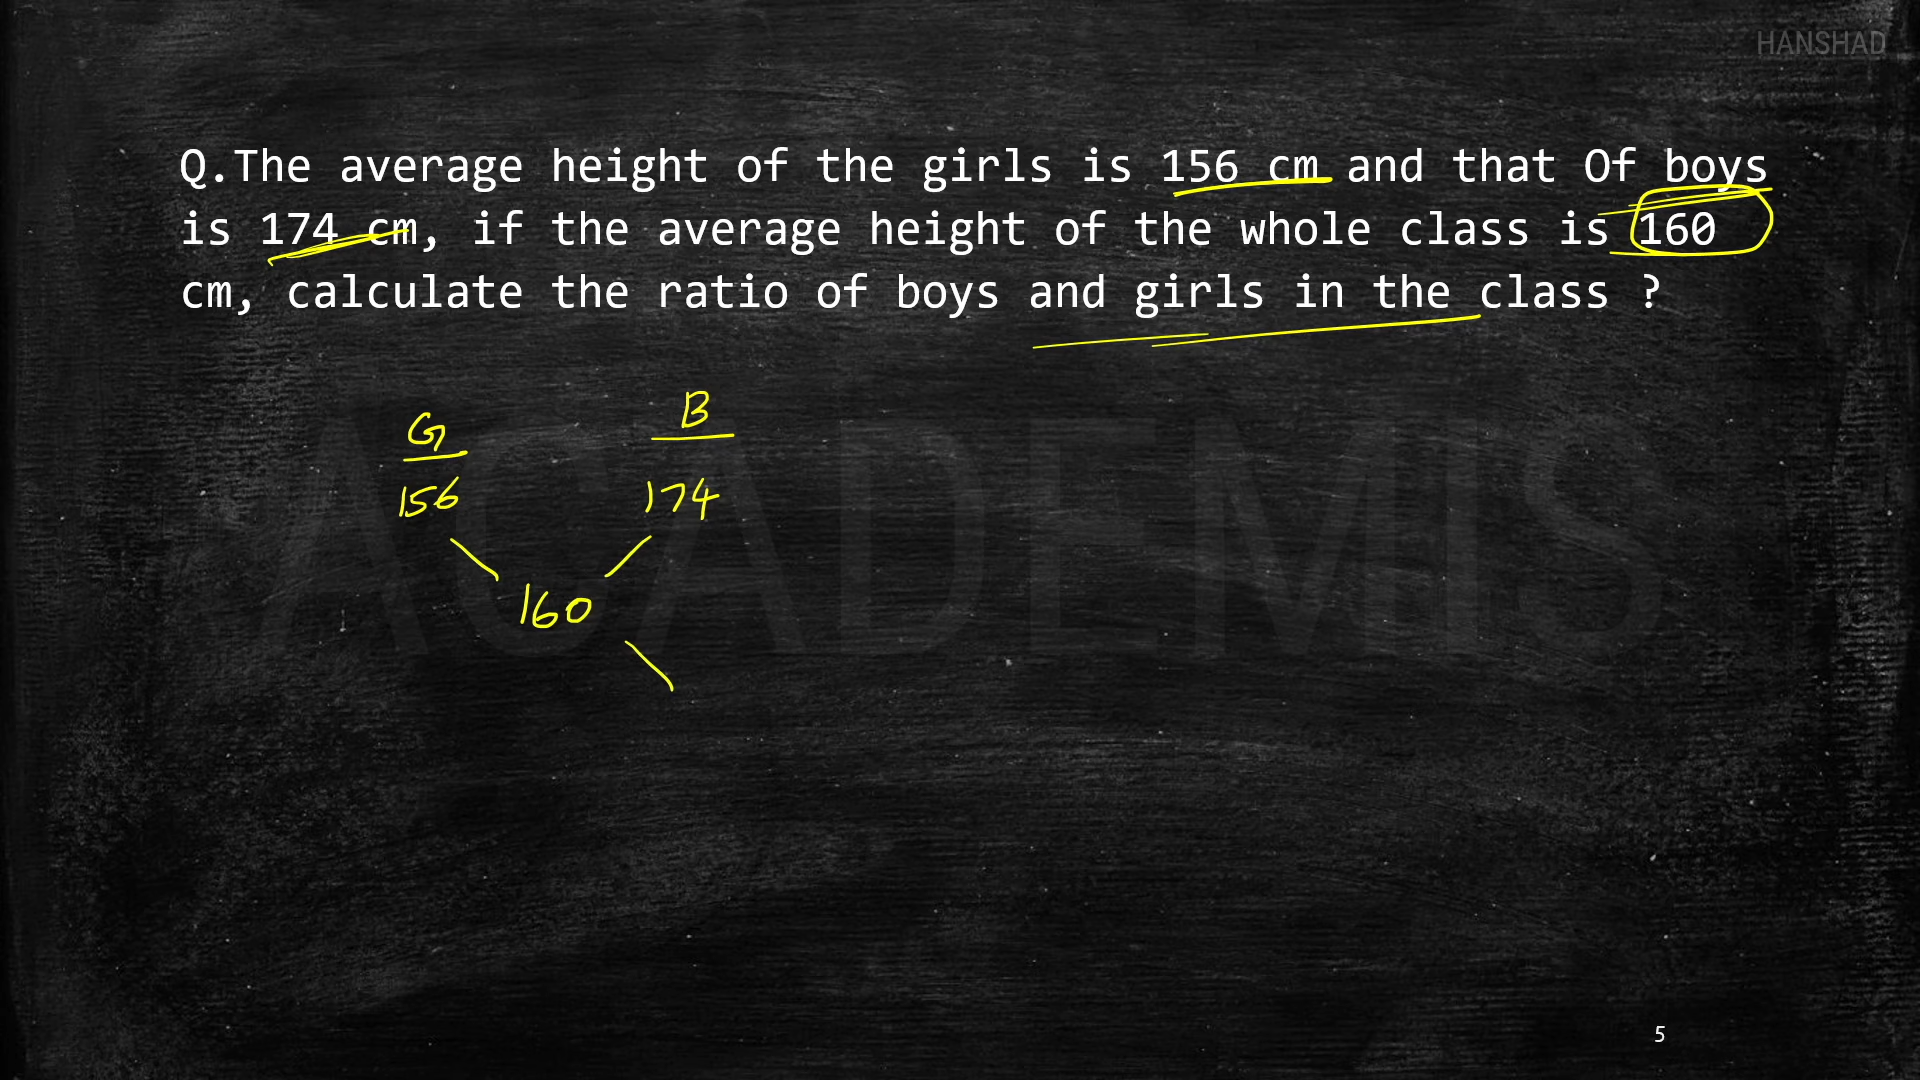 HANSHAD
Q.The average height of the girls is 156 cm and that Of boys
is 174 cm, if the average height of the whole class is 160
cm, calculate the ratio of boys and girls in the class ?
G B
156 174
160
ACADEMIS
5